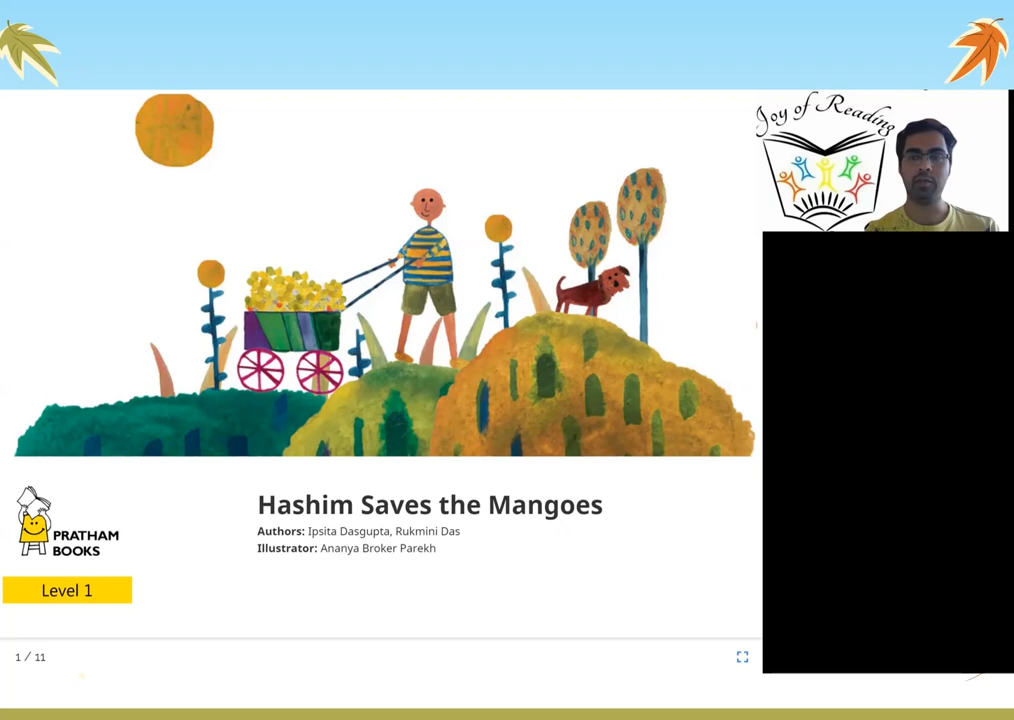 Joy of Reading
Hashim Saves the Mangoes
Authors: Ipsita Dasgupta, Rukmini Das
Illustrator: Ananya Broker Parekh
PRATHAM
BOOKS
Level 1
1 / 11